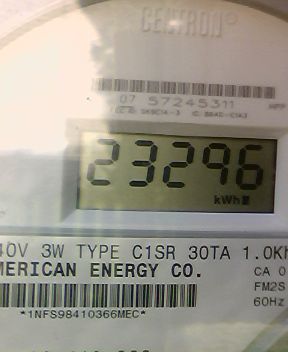 CENTRON®
07 57245311
23296
kWh
40V 3W TYPE C1SR 30TA 1.0Kh
MERICAN ENERGY CO.
CA 0
FM2S
60Hz
*1NFS98410366MEC*